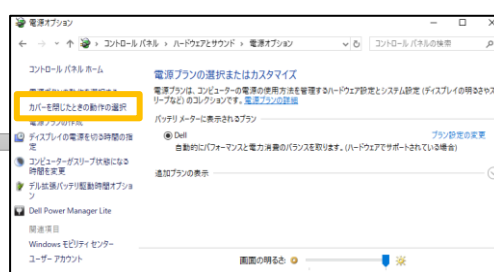 電源オプション
コントロール パネル › ハードウェアとサウンド › 電源オプション
コントロール パネルの検索
コントロール パネル ホーム
カバーを閉じたときの動作の選択
電源プランの作成
ディスプレイの電源を切る時間の指
定
コンピューターがスリープ状態になる
時間を変更
デル拡張バッテリ駆動時間オプショ
ン
Dell Power Manager Lite
関連項目
Windows モビリティ センター
ユーザー アカウント
電源プランの選択またはカスタマイズ
電源プランは、コンピューターの電源の使用方法を管理するハードウェア設定とシステム設定 (ディスプレイの明るさやス
リープなど) のコレクションです。電源プランの詳細
バッテリ メーターに表示されるプラン
Dell
プラン設定の変更
自動的にパフォーマンスと電力消費のバランスを取ります。(ハードウェアでサポートされている場合)
追加プランの表示
画面の明るさ: